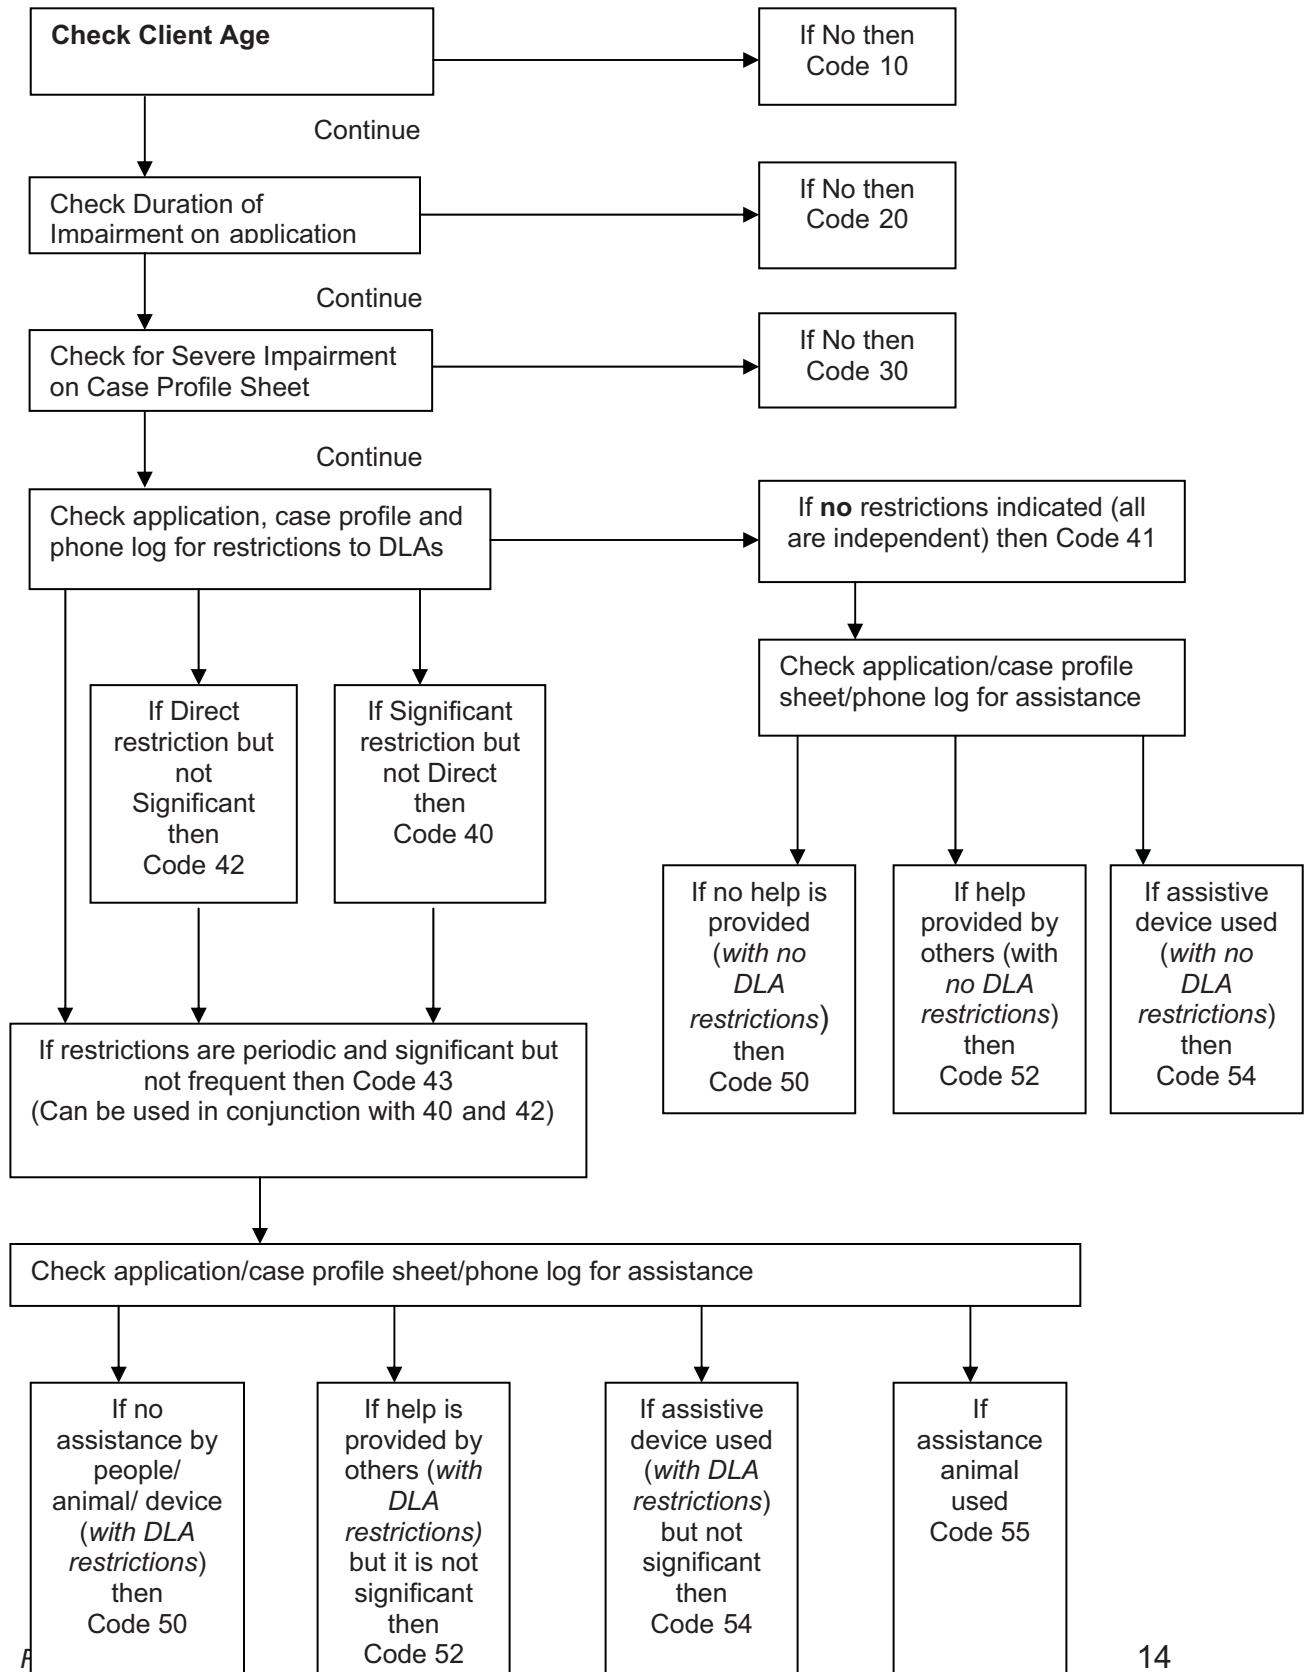 Check Client Age
If No then
Code 10
Continue
Check Duration of
Impairment on application
If No then
Code 20
Continue
Check for Severe Impairment
on Case Profile Sheet
If No then
Code 30
Continue
Check application, case profile and
phone log for restrictions to DLAs
If no restrictions indicated (all
are independent) then Code 41
Check application/case profile
sheet/phone log for assistance
If Direct
restriction but
not
Significant
then
Code 42
If Significant
restriction but
not Direct
then
Code 40
If no help is
provided
(with no
DLA
restrictions)
then
Code 50
If help
provided by
others (with
no DLA
restrictions)
then
Code 52
If assistive
device used
(with no
DLA
restrictions)
then
Code 54
If restrictions are periodic and significant but
not frequent then Code 43
(Can be used in conjunction with 40 and 42)
Check application/case profile sheet/phone log for assistance
If no
assistance by
people/
animal/ device
(with DLA
restrictions)
then
Code 50
If help is
provided by
others (with
DLA
restrictions)
but it is not
significant
then
Code 52
If assistive
device used
(with DLA
restrictions)
but not
significant
then
Code 54
If
assistance
animal
used
Code 55
14